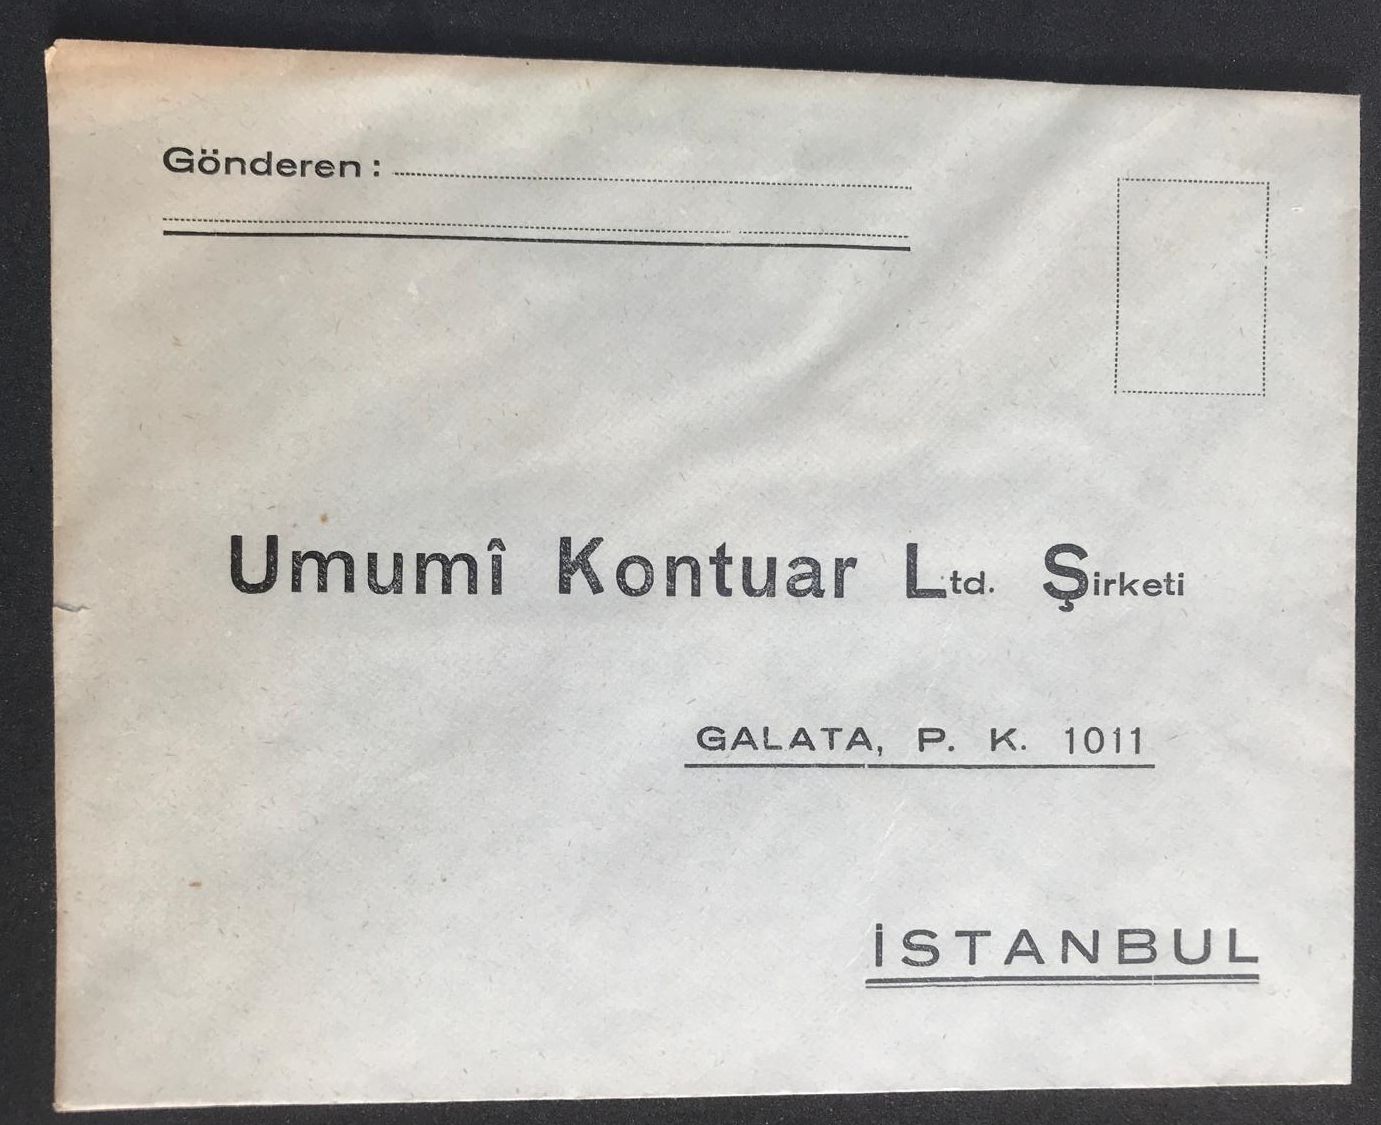 Gönderen :
Umumî Kontuar Ltd. Şirketi
GALATA, P. K. 1011
İSTANBUL